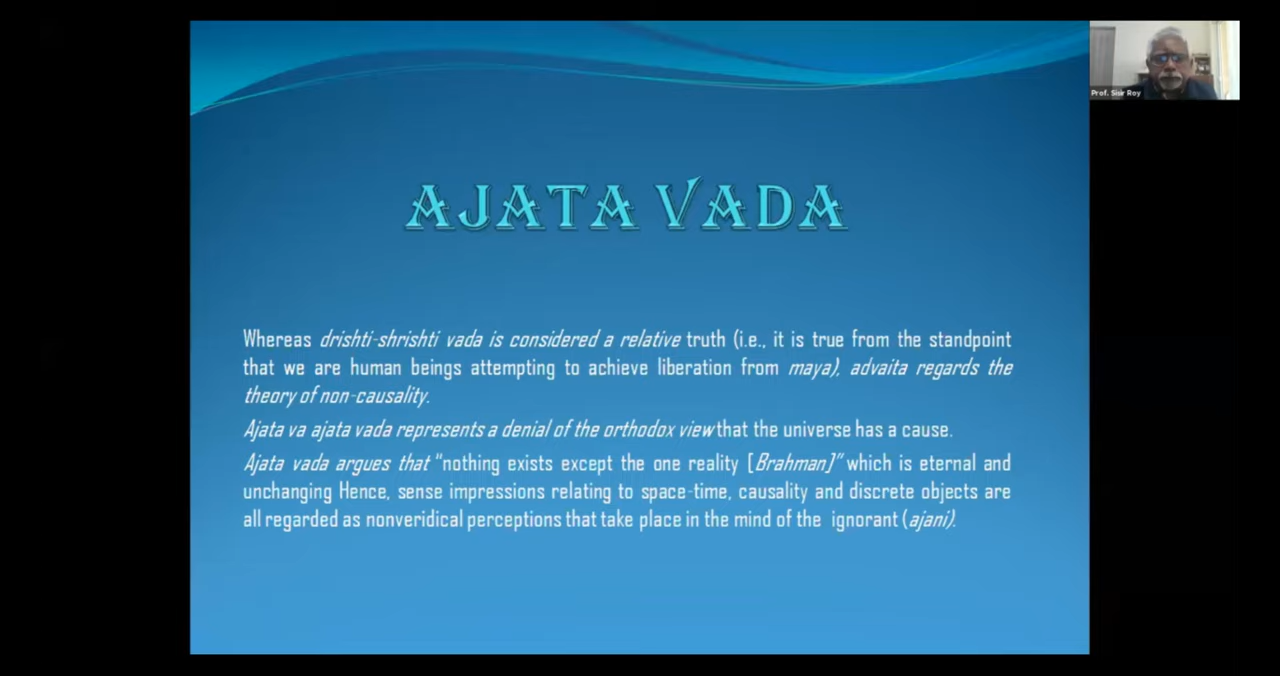 Prof. Sisir Roy
AJATA VADA
Whereas drishti-shrishti vada is considered a relative truth (i.e., it is true from the standpoint
that we are human beings attempting to achieve liberation from maya), advaita regards the
theory of non-causality.
Ajata va ajata vada represents a denial of the orthodox view that the universe has a cause.
Ajata vada argues that "nothing exists except the one reality [Brahman]" which is eternal and
unchanging Hence, sense impressions relating to space-time, causality and discrete objects are
all regarded as nonveridical perceptions that take place in the mind of the ignorant (ajani).